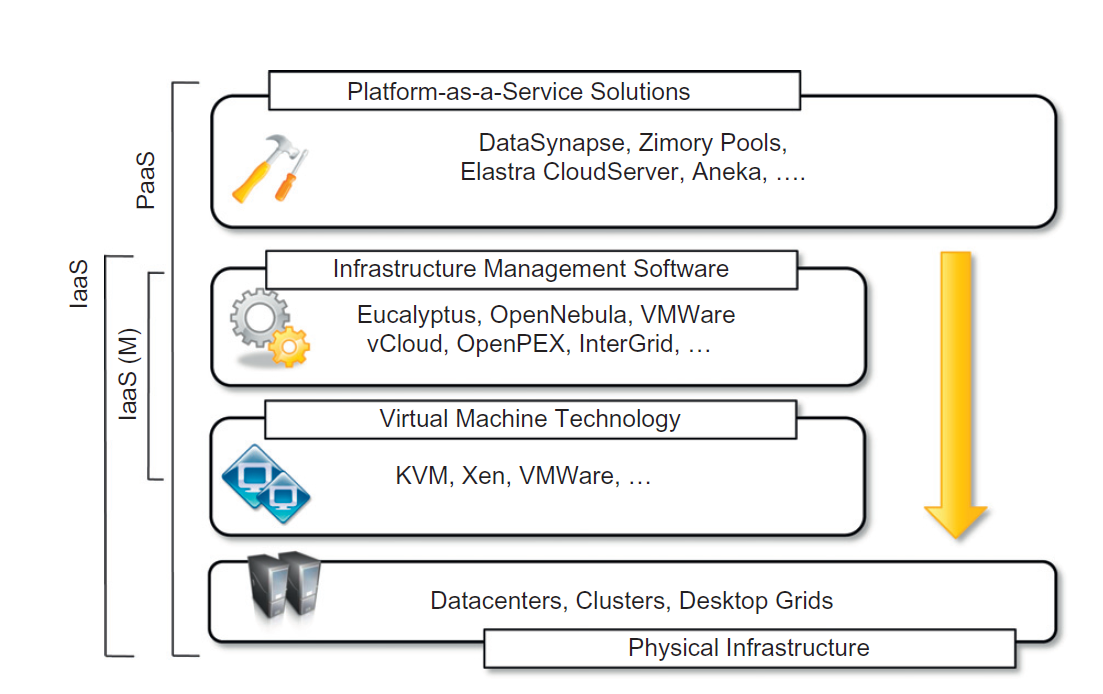 Platform-as-a-Service Solutions
DataSynapse, Zimory Pools,
Elastra CloudServer, Aneka, ....
PaaS
IaaS
Infrastructure Management Software
Eucalyptus, OpenNebula, VMWare
vCloud, OpenPEX, InterGrid, …
IaaS (M)
Virtual Machine Technology
KVM, Xen, VMWare, …
Datacenters, Clusters, Desktop Grids
Physical Infrastructure